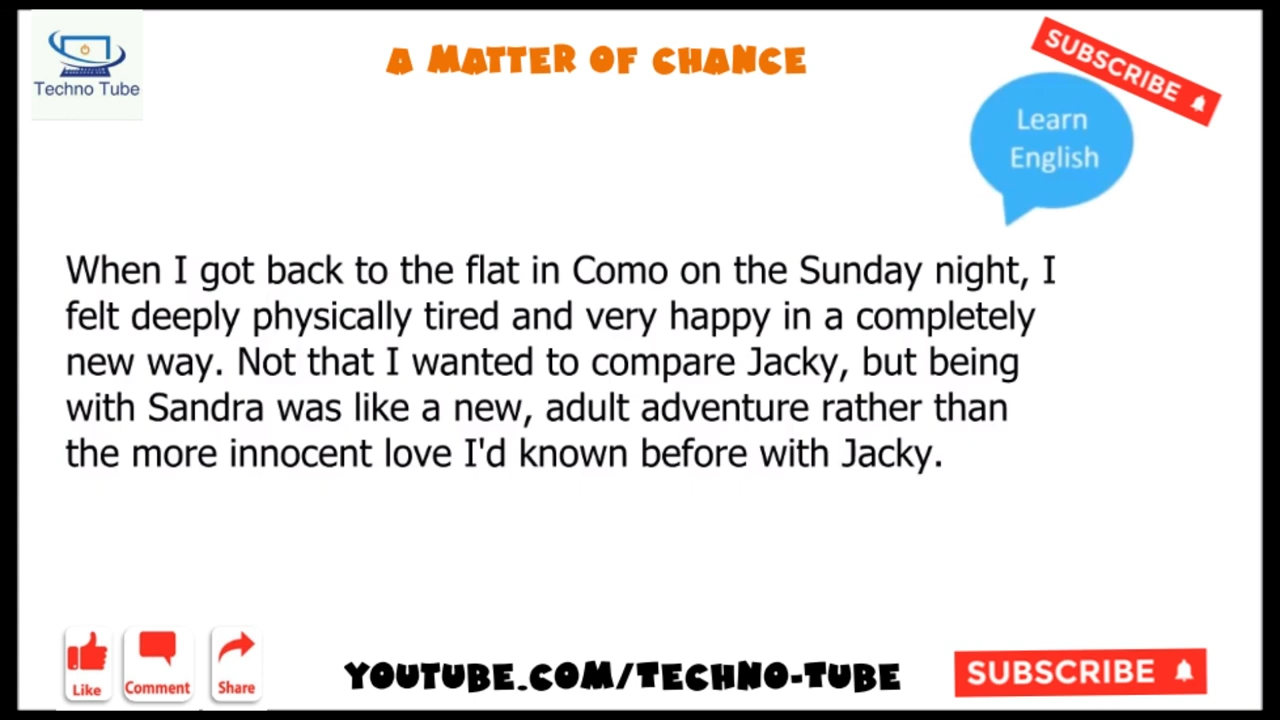 Techno Tube
A MATTER OF CHANCE
SUBSCRIBE
Learn
English
When I got back to the flat in Como on the Sunday night, I
felt deeply physically tired and very happy in a completely
new way. Not that I wanted to compare Jacky, but being
with Sandra was like a new, adult adventure rather than
the more innocent love I'd known before with Jacky.
Like
Comment
Share
YOUTUBE.COM/TECHNO-TUBE
SUBSCRIBE